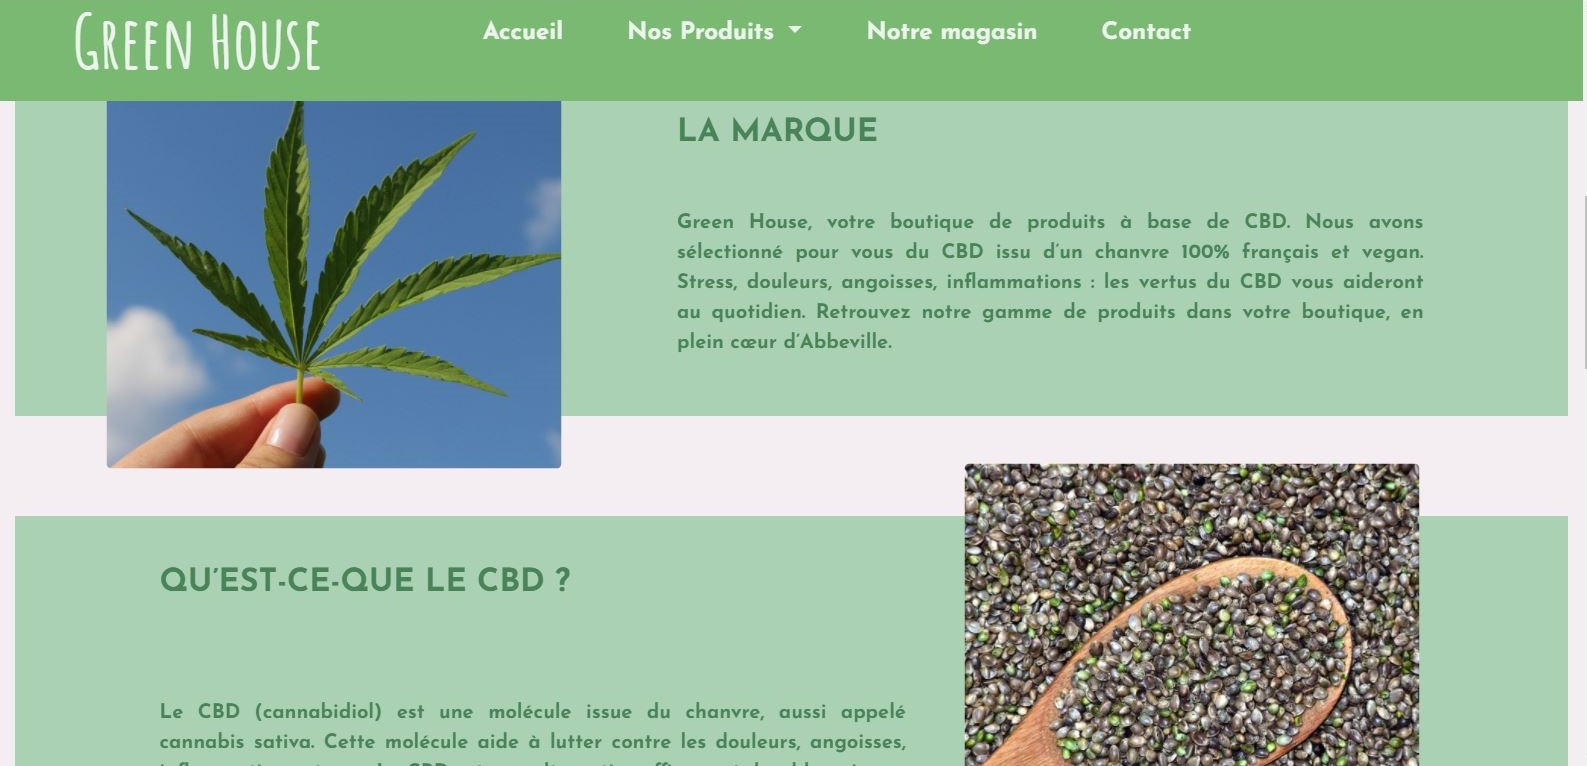 Green House
Accueil
Nos Produits
Notre magasin
Contact
LA MARQUE
Green House, votre boutique de produits à base de CBD. Nous avons
sélectionné pour vous du CBD issu d'un chanvre 100% français et vegan.
Stress, douleurs, angoisses, inflammations : les vertus du CBD vous aideront
au quotidien. Retrouvez notre gamme de produits dans votre boutique, en
plein cœur d'Abbeville.
QU'EST-CE-QUE LE CBD ?
Le CBD (cannabidiol) est une molécule issue du chanvre, aussi appelé
cannabis sativa. Cette molécule aide à lutter contre les douleurs, angoisses,